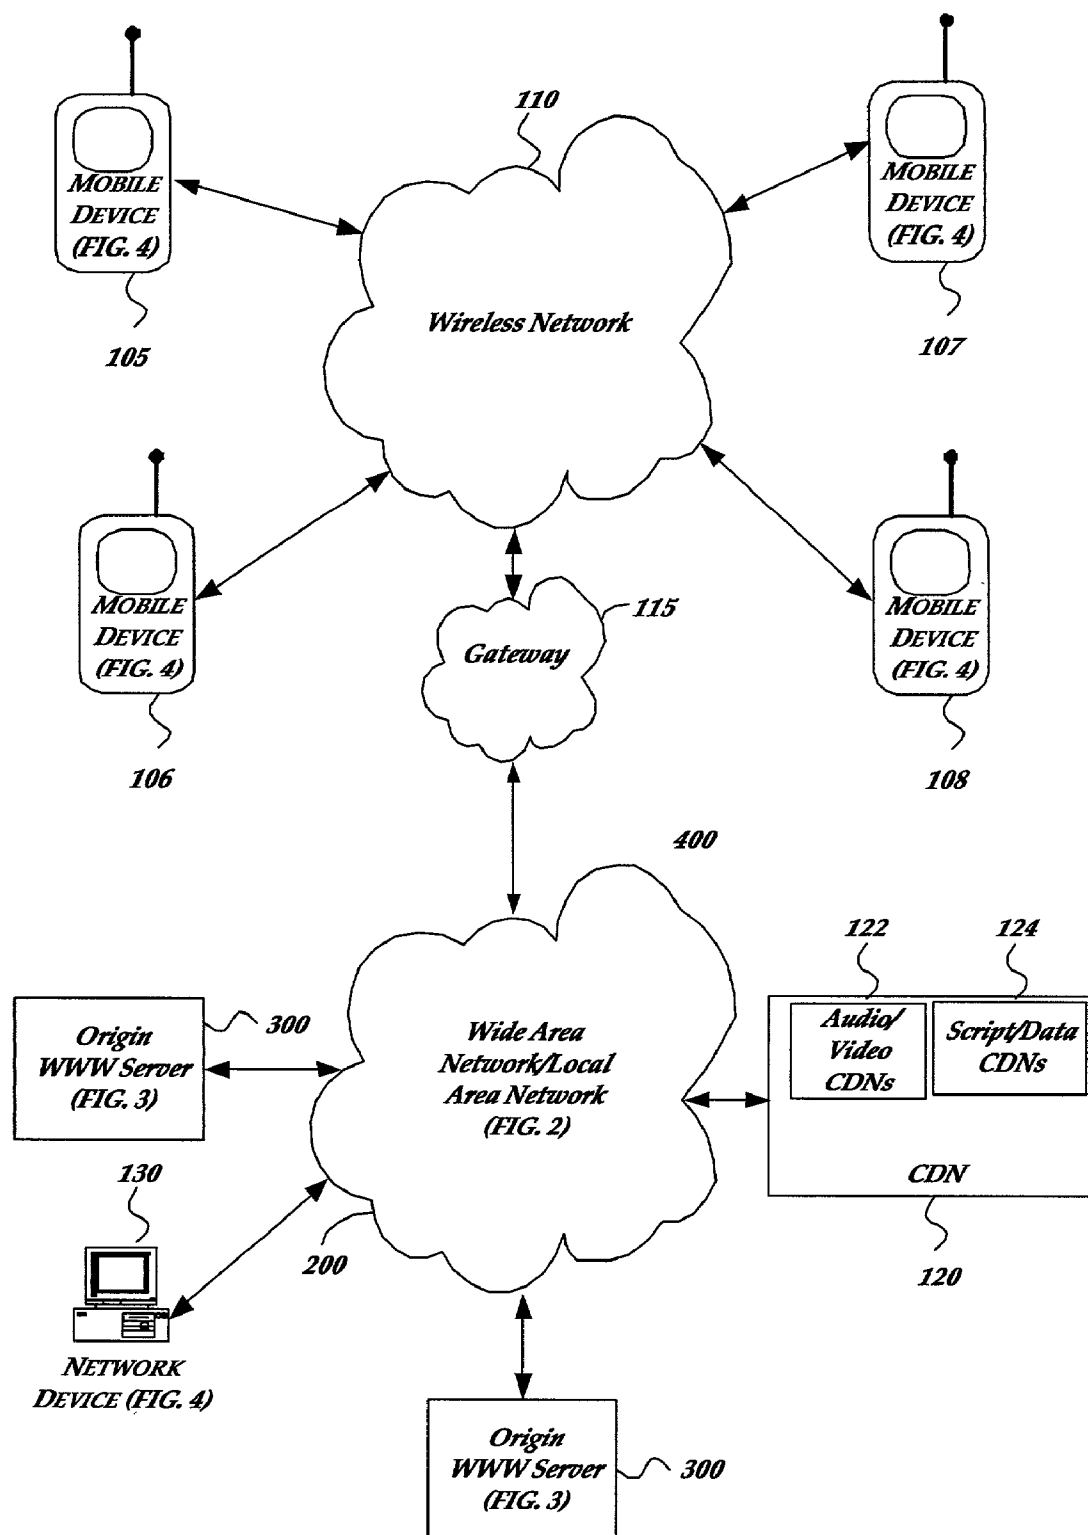 110
MOBILE
DEVICE
(FIG. 4)
105
MOBILE
DEVICE
(FIG. 4)
107
Wireless Network
MOBILE
DEVICE
(FIG. 4)
106
MOBILE
DEVICE
(FIG. 4)
108
115
Gateway
400
122
124
300
Origin
WWW Server
(FIG. 3)
Wide Area
Network/Local
Area Network
(FIG. 2)
Audio/
Video
CDNs
Script/Data
CDNs
CDN
120
130
200
NETWORK
DEVICE (FIG. 4)
Origin
WWW Server
(FIG. 3)
300